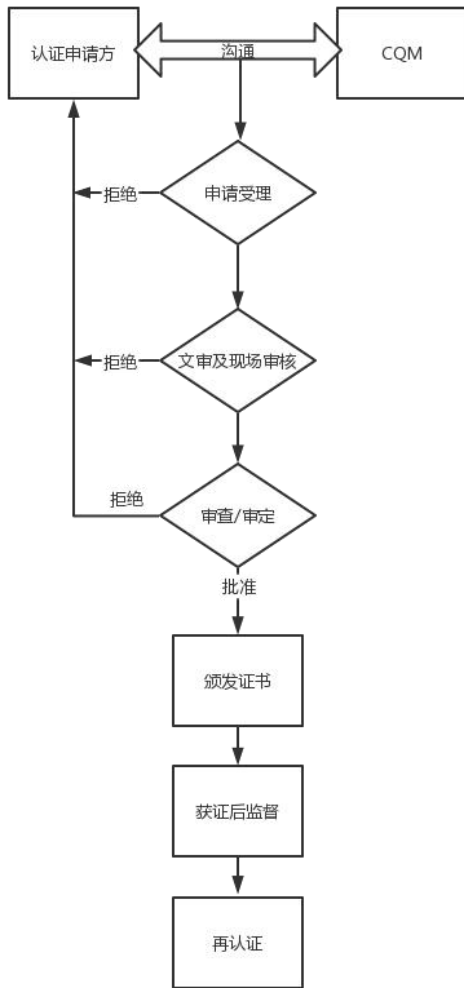 认证申请方
沟通
CQM
拒绝
申请受理
拒绝
文审及现场审核
拒绝
审查/审定
批准
颁发证书
获证后监督
再认证